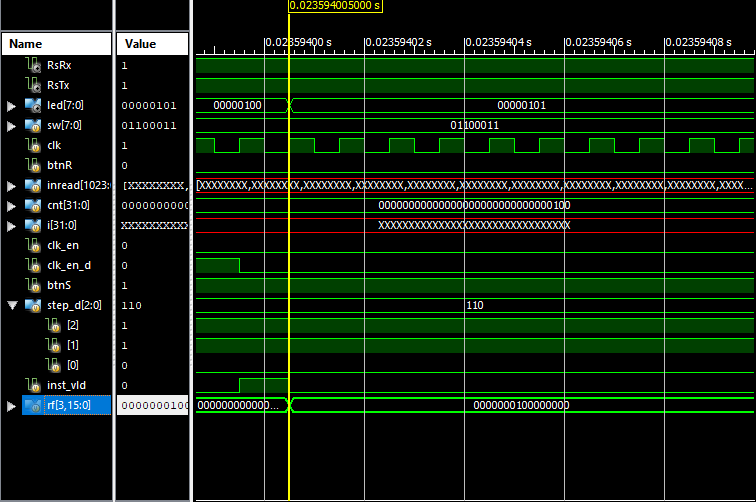 0.023594005000 s
0.02359400 s 0.02359402 s 0.02359404 s 0.02359406 s 0.02359408 s
Name Value
RsRx 1
RsTx 1
led[7:0] 00000101 00000100 00000101
sw[7:0] 01100011 01100011
clk 1
btnR 0
inread[1023:0 [XXXXXXXX, [XXXXXXXX,XXXXXXXX,XXXXXXXX,XXXXXXXX,XXXXXXXX,XXXXXXXX,XXXXXXXX,XXXXXXXX,XXXXXXXX,XXXXXXXX,XXXX...
cnt[31:0] 0000000000 00000000000000000000000000000100
i[31:0] XXXXXXXXXX XXXXXXXXXXXXXXXXXXXXXXXXXXXXXXXX
clk_en 0
clk_en_d 0
btnS 1
step_d[2:0] 110 110
[2] 1
[1] 1
[0] 0
inst_vld 0
rf[3,15:0] 0000000100 000000000000... 0000000100000000